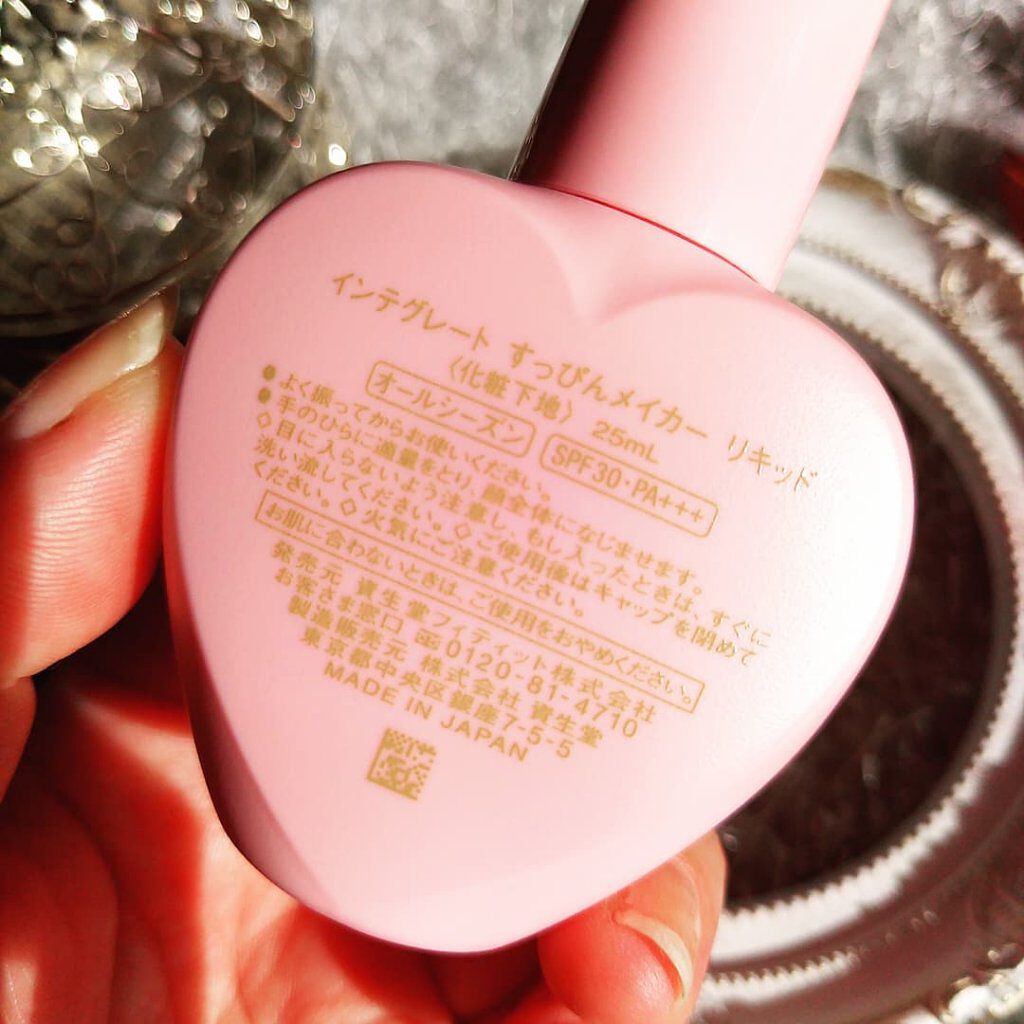 インテグレート すっぴんメイカー リキッド
〈化粧下地〉 25mL
オールシーズン SPF30・PA+++
●よく振ってからお使いください。
●手のひらに適量をとり、顔全体になじませます。
◇目に入らないよう注意し、もし入ったときは、すぐに
洗い流してください。◇ご使用後はキャップを閉めて
ください。◇火気にご注意ください。
お肌に合わないときは、ご使用をおやめください。
発売元 資生堂フィティット株式会社
お客さま窓口 0120-81-4710
製造販売元 株式会社 資生堂
東京都中央区銀座7-5-5
MADE IN JAPAN